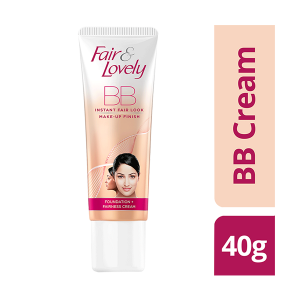 Fair &
Lovely
BB
INSTANT FAIR LOOK
MAKE-UP FINISH
FOUNDATION +
FAIRNESS CREAM
BB Cream
40g